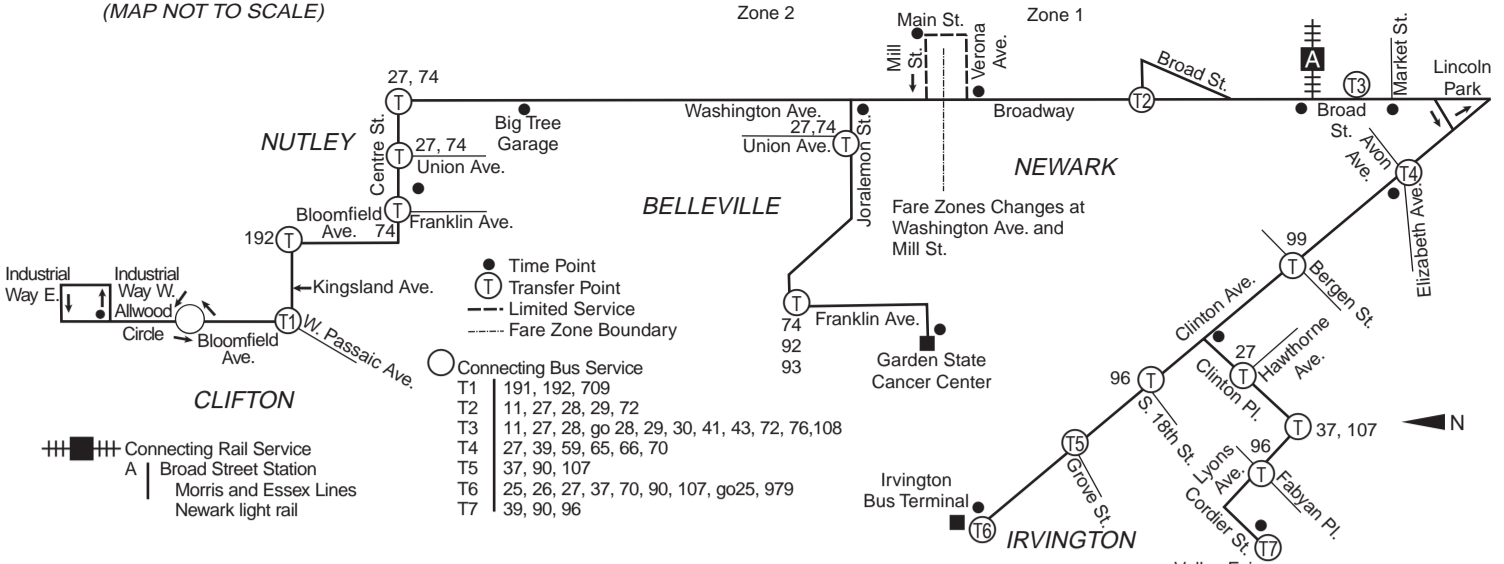 (MAP NOT TO SCALE)
Zone 2
Zone 1
Main St.
Mill
St.
Verona
Ave.
Broad St.
A
T3
Market St.
Lincoln
Park
27, 74
T
NUTLEY
Centre St.
Big Tree
Garage
Washington Ave.
Broadway
T2
Broad
St.
27, 74
T
Union Ave.
27,74
Union Ave.
T
Joralemon St.
NEWARK
Avon
Ave.
T4
Elizabeth Ave.
BELLEVILLE
Fare Zones Changes at
Washington Ave. and
Mill St.
T
Franklin Ave.
74
Bloomfield
Ave.
192
T
Kingsland Ave.
Industrial
Way E.
Industrial
Way W.
Allwood
Circle
Bloomfield
Ave.
T1
W. Passaic Ave.
CLIFTON
Time Point
T
Transfer Point
Limited Service
Fare Zone Boundary
T
74
92
93
Franklin Ave.
Garden State
Cancer Center
99
T
Bergen St.
Clinton Ave.
27
T
Hawthorne
Ave.
Clinton Pl.
96
T
S. 18th St.
T
37, 107
N
96
T
Lyons
Ave.
Fabyan Pl.
Cordier St.
T7
T5
Grove St.
Irvington
Bus Terminal
T6
IRVINGTON
Connecting Bus Service
T1 191, 192, 709
T2 11, 27, 28, 29, 72
T3 11, 27, 28, go 28, 29, 30, 41, 43, 72, 76,108
T4 27, 39, 59, 65, 66, 70
T5 37, 90, 107
T6 25, 26, 27, 37, 70, 90, 107, go25, 979
T7 39, 90, 96
Connecting Rail Service
A Broad Street Station
Morris and Essex Lines
Newark light rail